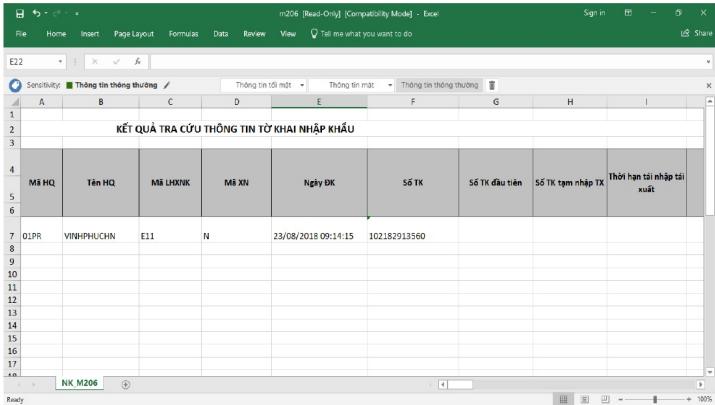 m206 [Read-Only] [Compatibility Mode] - Excel
Sign in
File Home Insert Page Layout Formulas Data Review View Tell me what you want to do Share
E22 fx
Sensitivity: Thông tin thông thường Thông tin tối mật Thông tin mật Thông tin thông thường
A B C D E F G H I
1
2 KẾT QUẢ TRA CỨU THÔNG TIN TỜ KHAI NHẬP KHẨU
3
4
5 Mã HQ Tên HQ Mã LHXNK Mã XN Ngày ĐK Số TK Số TK đầu tiên Số TK tạm nhập TX Thời hạn tái nhập tái xuất
6
7 01PR VINHPHUCHN E11 N 23/08/2018 09:14:15 102182913560
8
9
10
11
12
13
14
15
16
17
18
NK_M206
Ready 100%